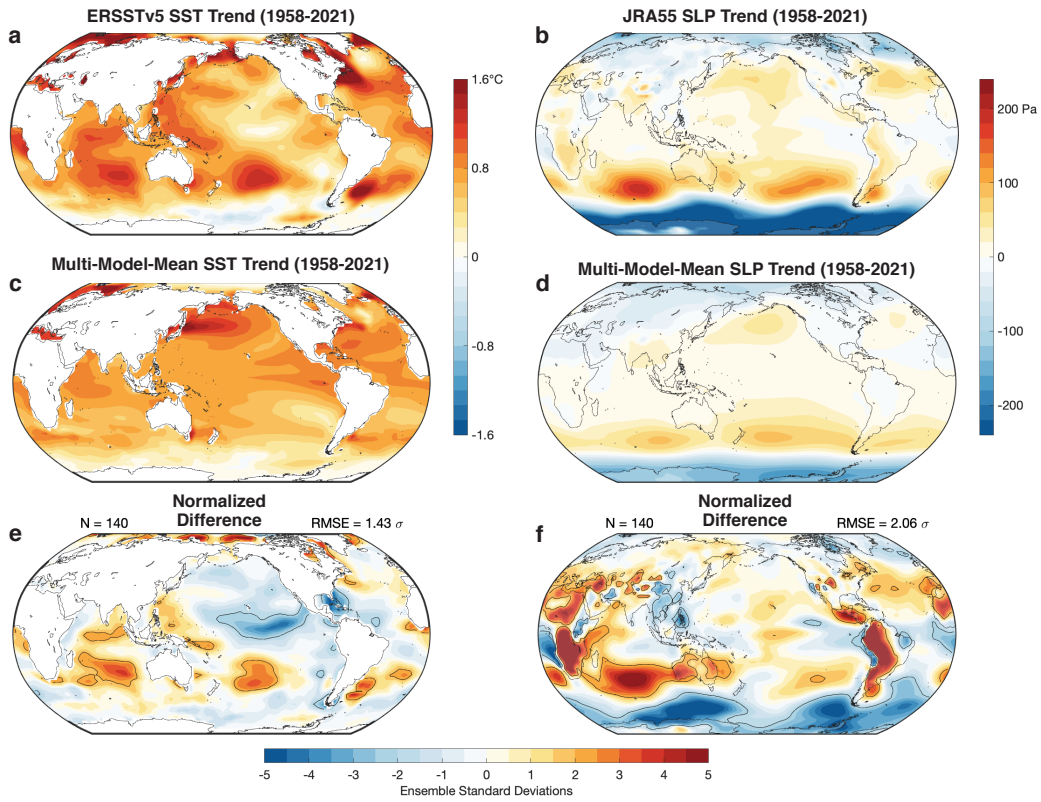 ERSSTv5 SST Trend (1958-2021)
JRA55 SLP Trend (1958-2021)
a
b
1.6°C
0.8
0
-0.8
-1.6
200 Pa
100
0
-100
-200
Multi-Model-Mean SST Trend (1958-2021)
Multi-Model-Mean SLP Trend (1958-2021)
c
d
Normalized
Difference
N = 140
RMSE = 1.43 σ
e
Normalized
Difference
N = 140
RMSE = 2.06 σ
f
-5 -4 -3 -2 -1 0 1 2 3 4 5
Ensemble Standard Deviations